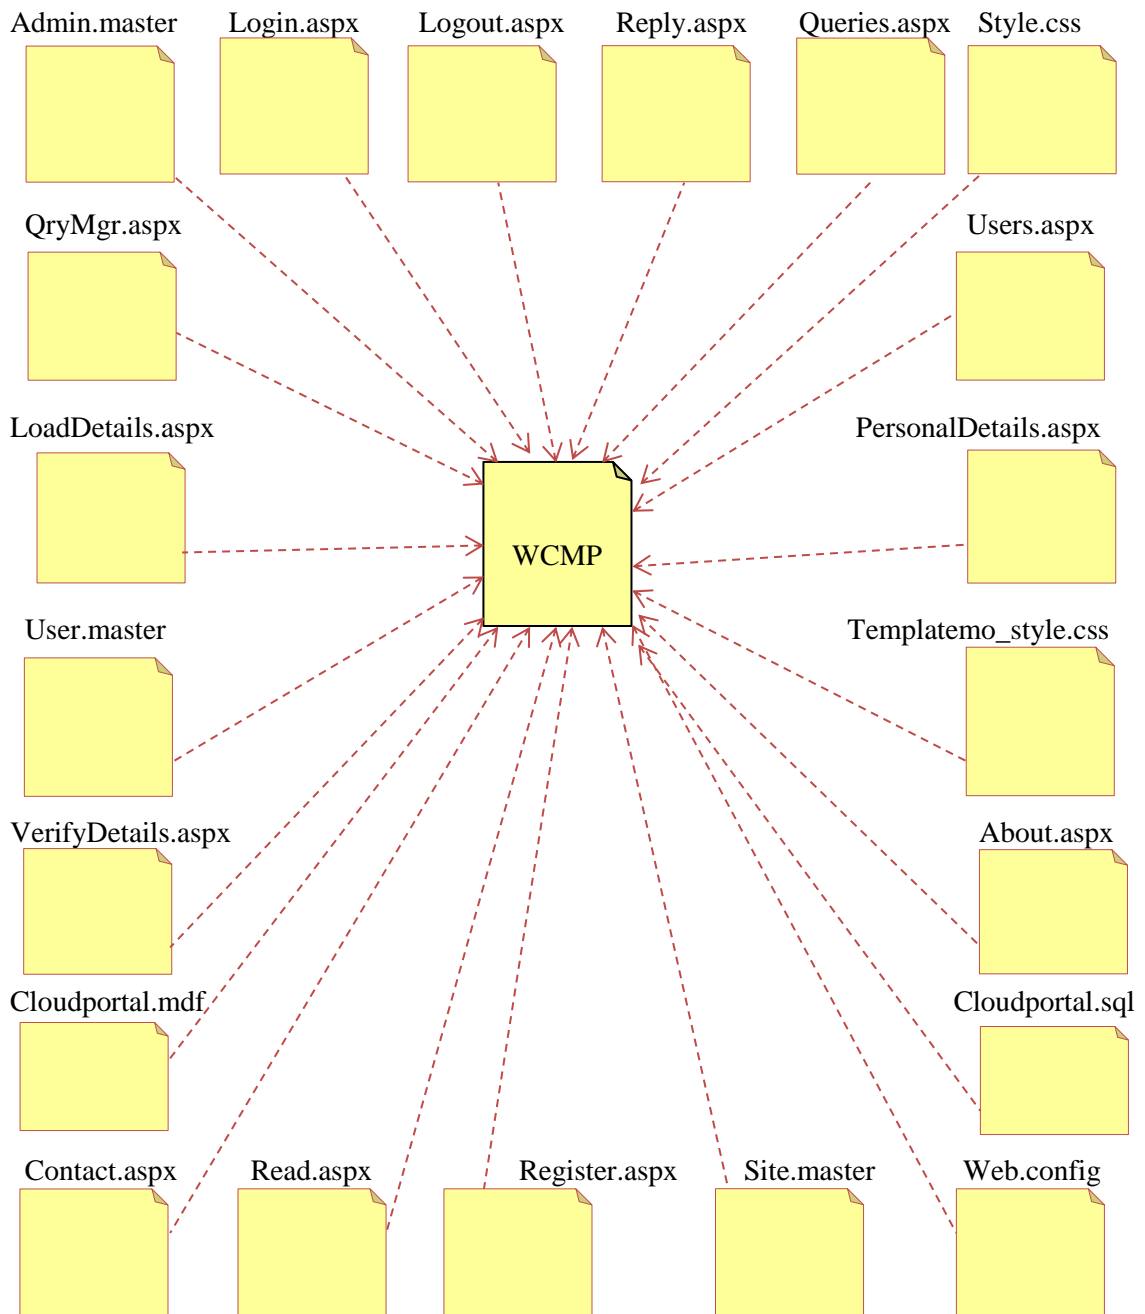 Admin.master
Login.aspx
Logout.aspx
Reply.aspx
Queries.aspx
Style.css
QryMgr.aspx
Users.aspx
LoadDetails.aspx
PersonalDetails.aspx
WCMP
User.master
Templatemo_style.css
VerifyDetails.aspx
About.aspx
Cloudportal.mdf
Cloudportal.sql
Contact.aspx
Read.aspx
Register.aspx
Site.master
Web.config